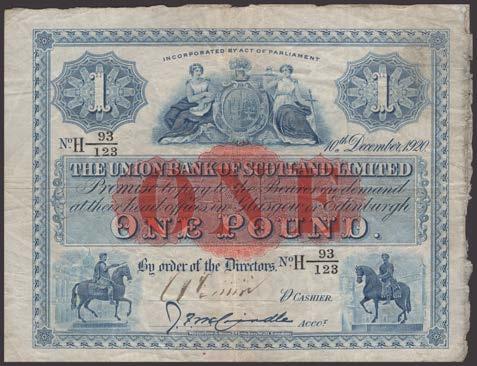 INCORPORATED BY ACT OF PARLIAMENT
1 1
No H 93/123 10th December, 1920
THE UNION BANK OF SCOTLAND LIMITED
Promise to pay to the Bearer on demand
ONE
at their head offices in Glasgow or Edinburgh
ONE POUND.
By order of the Directors. No H 93/123
CASHIER.
ACCOT.